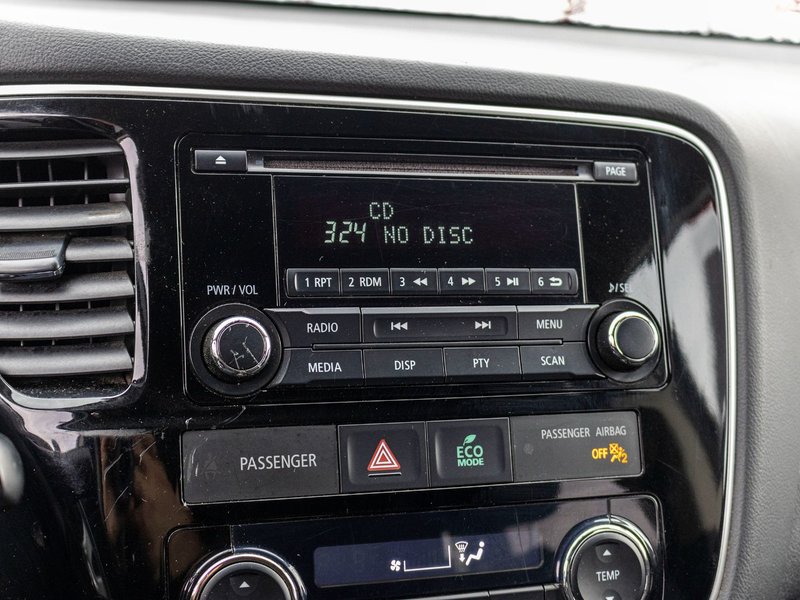 PAGE
CD
324 NO DISC
1 RPT 2 RDM 3 4 5 6
PWR / VOL
♪/SEL
RADIO MENU
MEDIA DISP PTY SCAN
PASSENGER
ECO
MODE
PASSENGER AIRBAG
OFF 2
TEMP